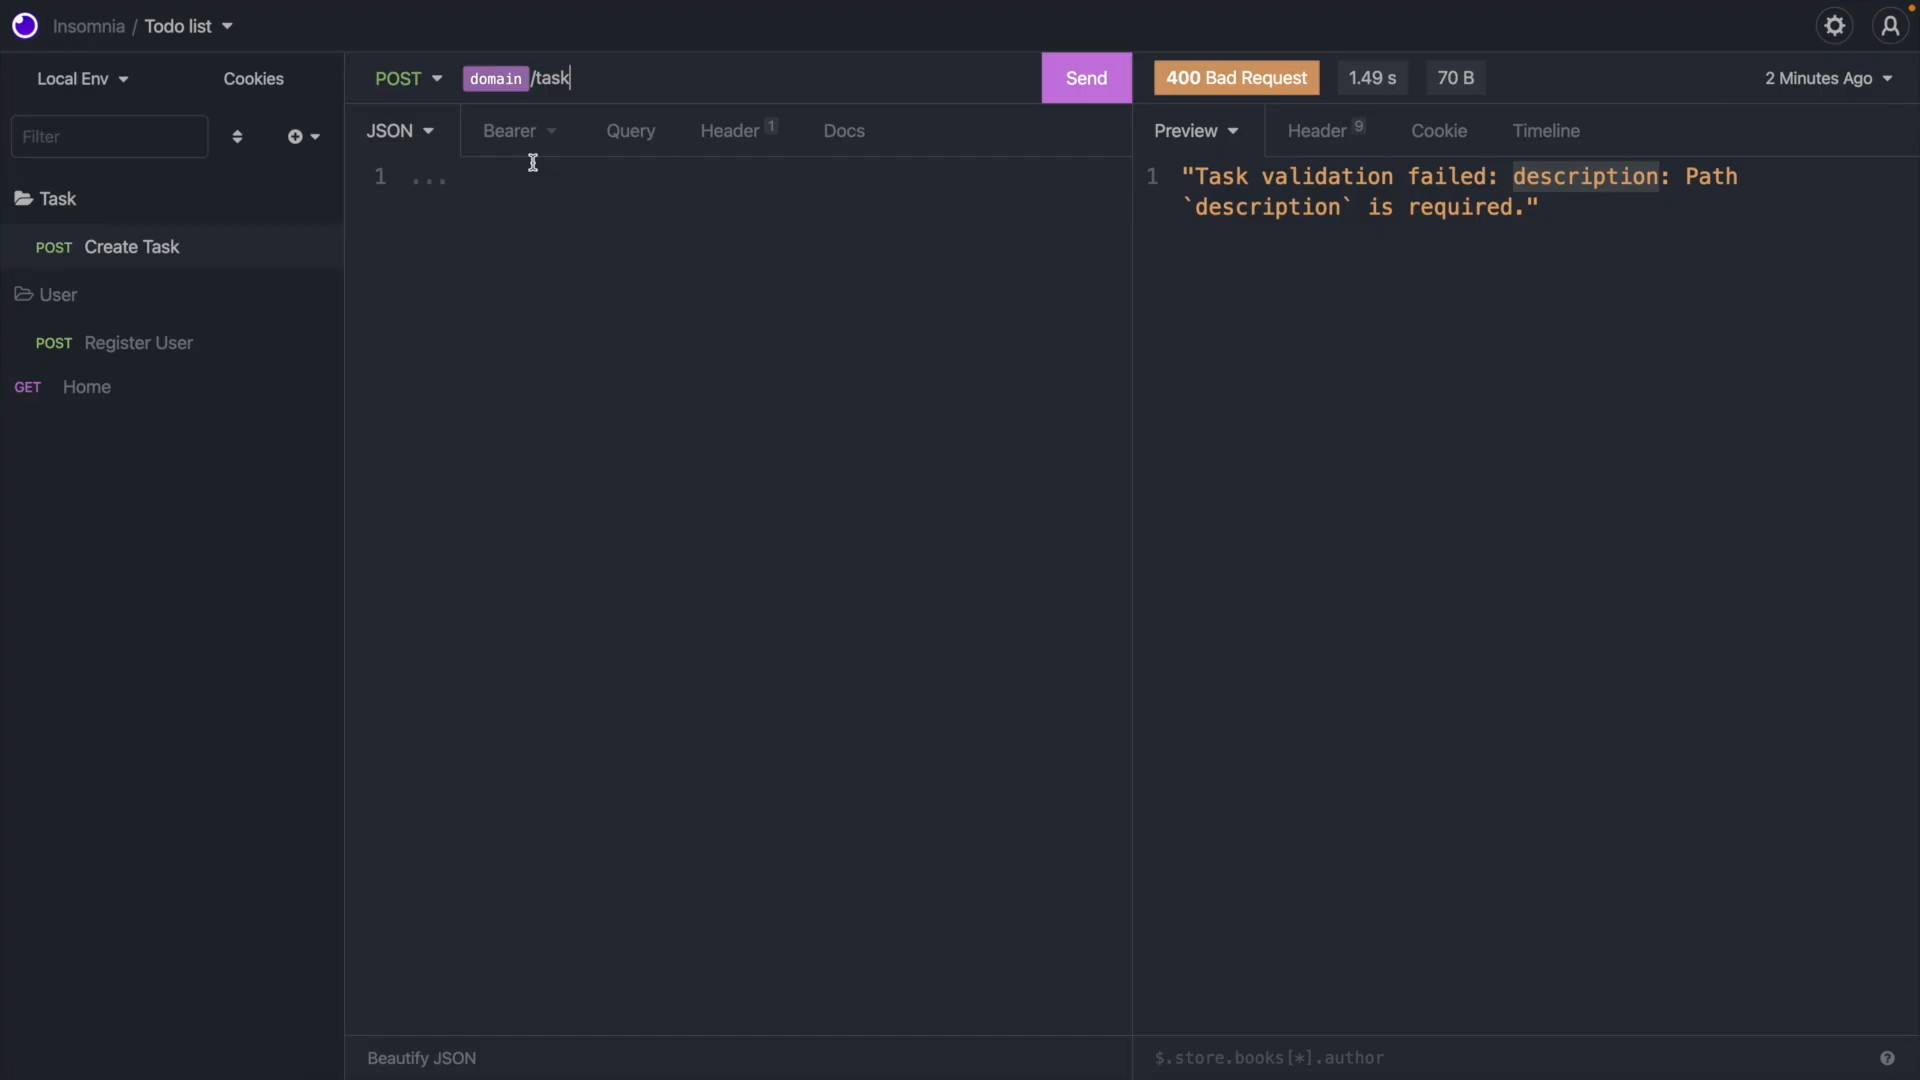 Insomnia / Todo list
Local Env
Cookies
POST
domain /task
Send
400 Bad Request
1.49 s
70 B
2 Minutes Ago
Filter
JSON
Bearer
Query
Header 1
Docs
Preview
Header 9
Cookie
Timeline
1 ...
1 "Task validation failed: description: Path
`description` is required."
Task
POST Create Task
User
POST Register User
GET Home
Beautify JSON
$.store.books[*].author